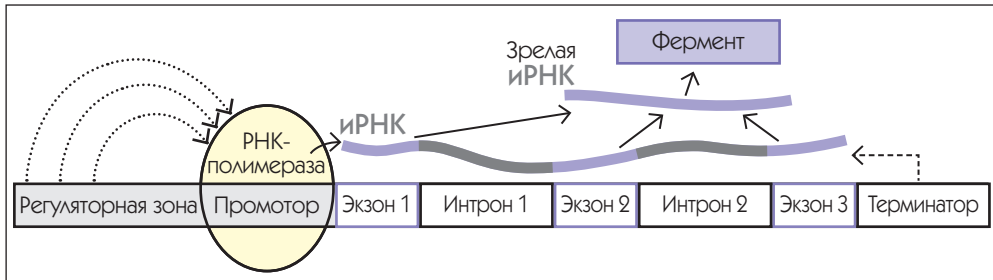 Фермент
Зрелая
иРНК
иРНК
РНК-
полимераза
Регуляторная зона
Промотор
Экзон 1
Интрон 1
Экзон 2
Интрон 2
Экзон 3
Терминатор